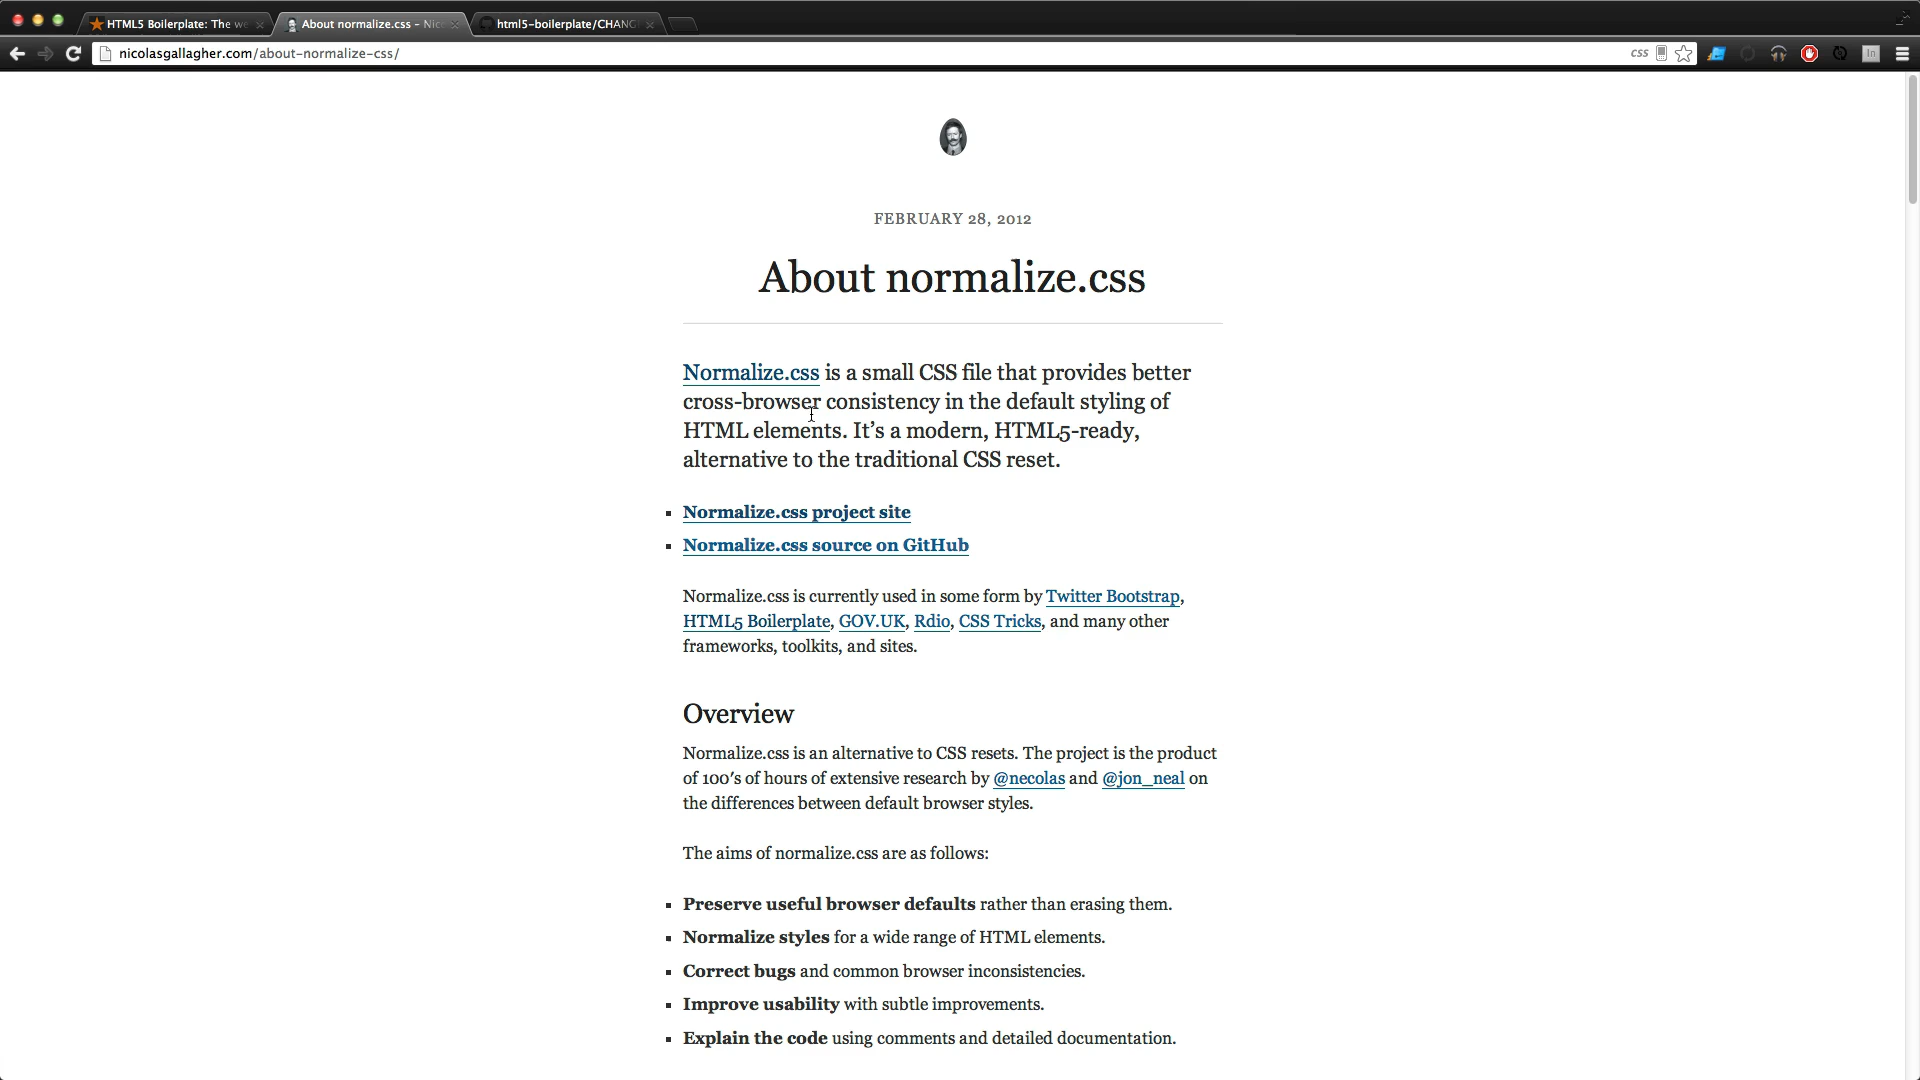 HTML5 Boilerplate: The we
About normalize.css – Nic
html5-boilerplate/CHANG
nicolasgallagher.com/about-normalize-css/
css
In
FEBRUARY 28, 2012
About normalize.css
Normalize.css is a small CSS file that provides better
cross-browser consistency in the default styling of
HTML elements. It’s a modern, HTML5-ready,
alternative to the traditional CSS reset.
Normalize.css project site
Normalize.css source on GitHub
Normalize.css is currently used in some form by Twitter Bootstrap,
HTML5 Boilerplate, GOV.UK, Rdio, CSS Tricks, and many other
frameworks, toolkits, and sites.
Overview
Normalize.css is an alternative to CSS resets. The project is the product
of 100′s of hours of extensive research by @necolas and @jon_neal on
the differences between default browser styles.
The aims of normalize.css are as follows:
Preserve useful browser defaults rather than erasing them.
Normalize styles for a wide range of HTML elements.
Correct bugs and common browser inconsistencies.
Improve usability with subtle improvements.
Explain the code using comments and detailed documentation.